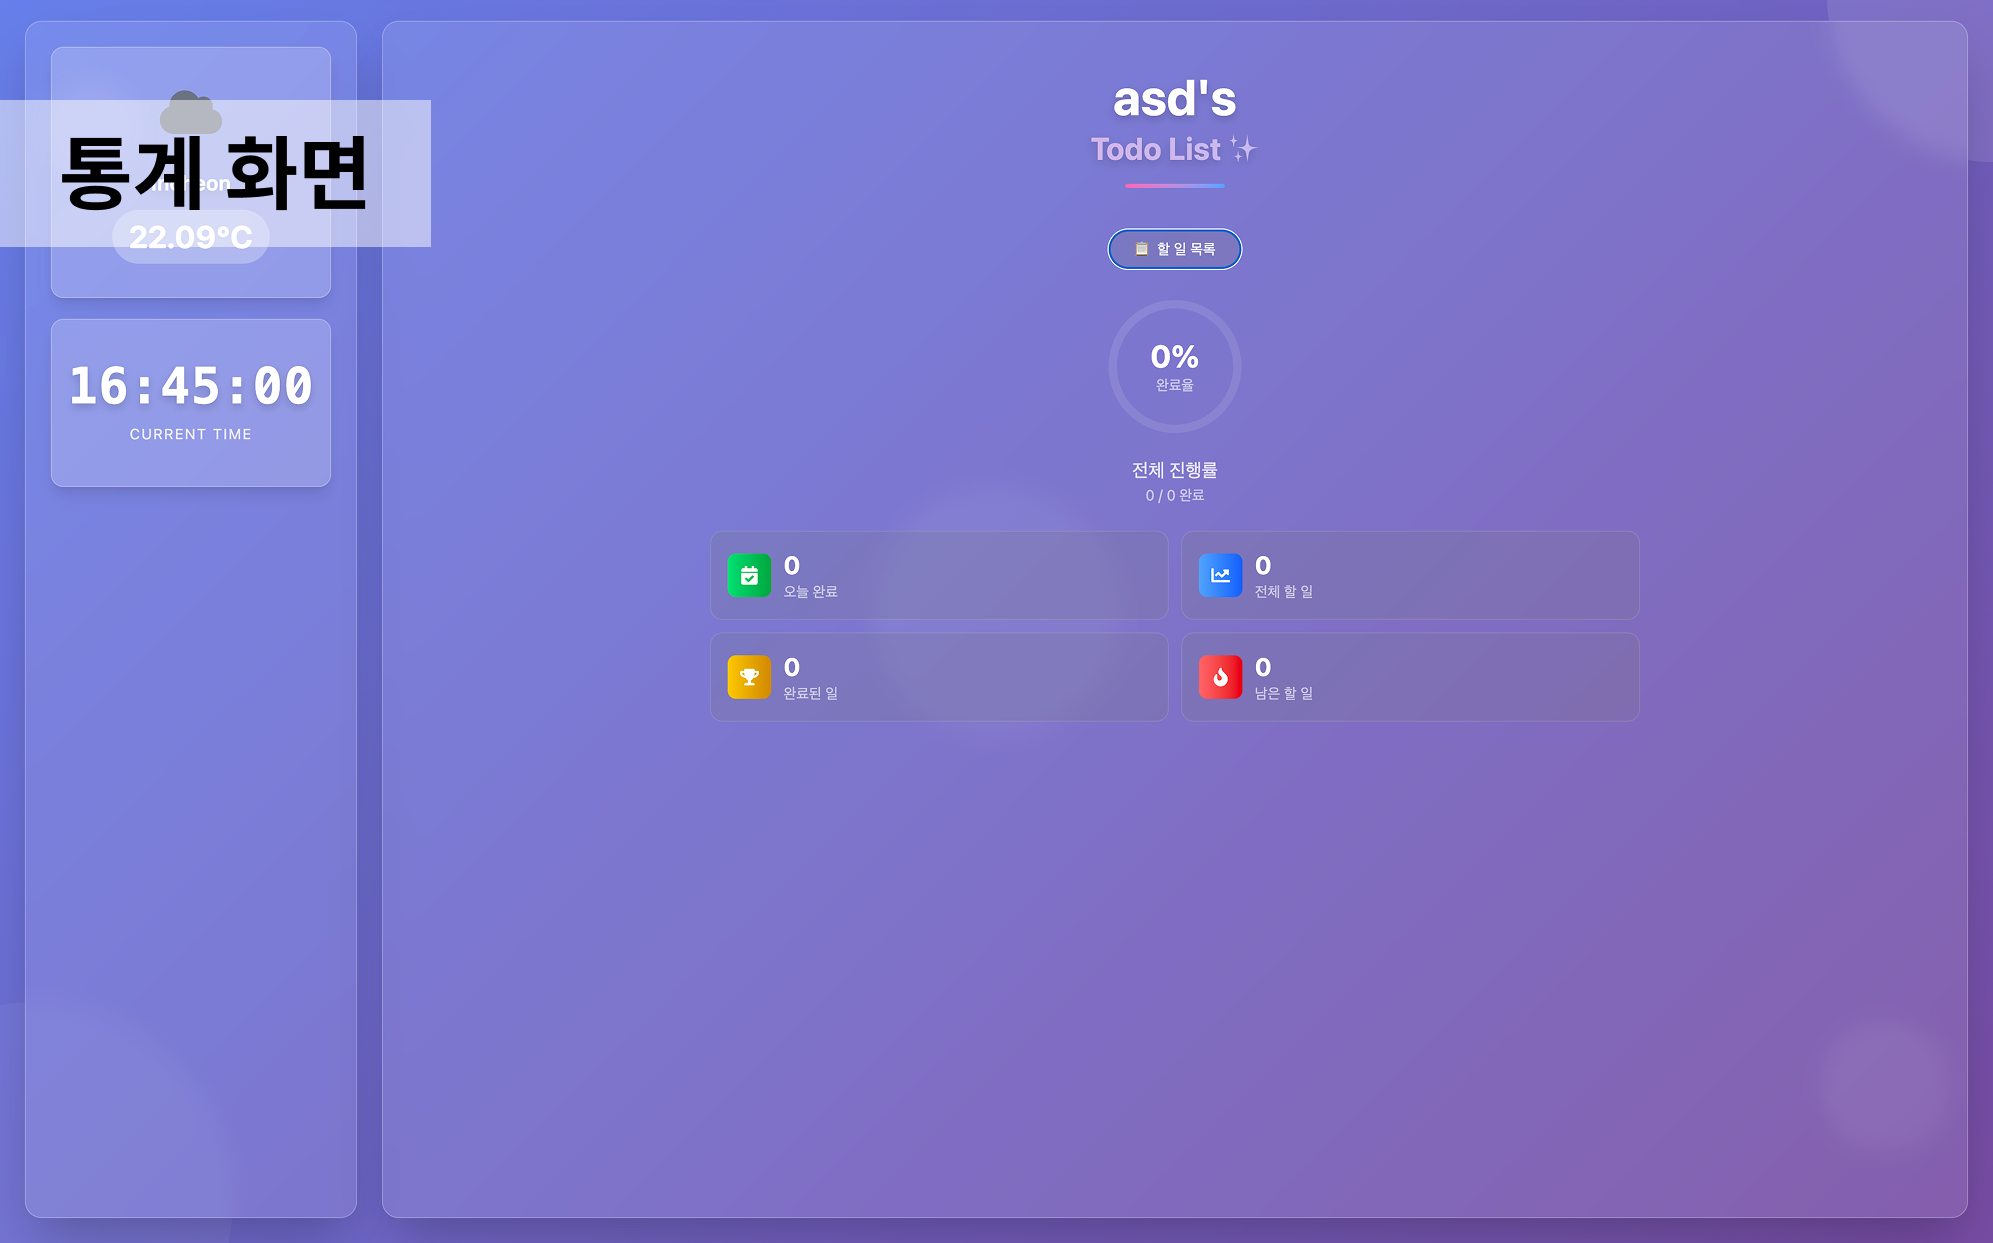 통계 화면
22.09°C
16:45:00
CURRENT TIME
asd's
Todo List ✨
📋 할 일 목록
0%
완료율
전체 진행률
0 / 0 완료
0
오늘 완료
0
전체 할 일
0
완료된 일
0
남은 할 일